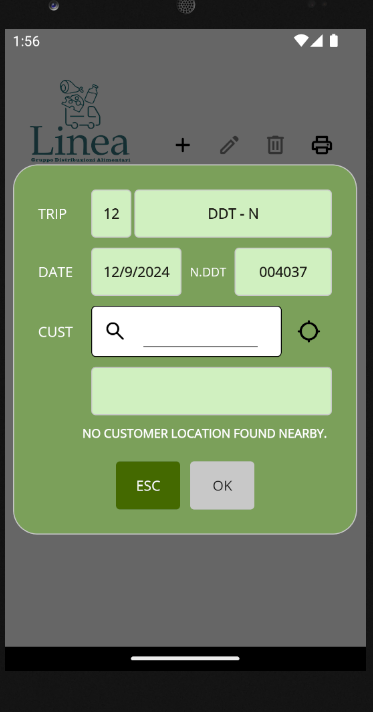 1:56
Linea
Gruppo Distribuzioni Alimentari
TRIP 12 DDT - N
DATE 12/9/2024 N.DDT 004037
CUST
NO CUSTOMER LOCATION FOUND NEARBY.
ESC OK